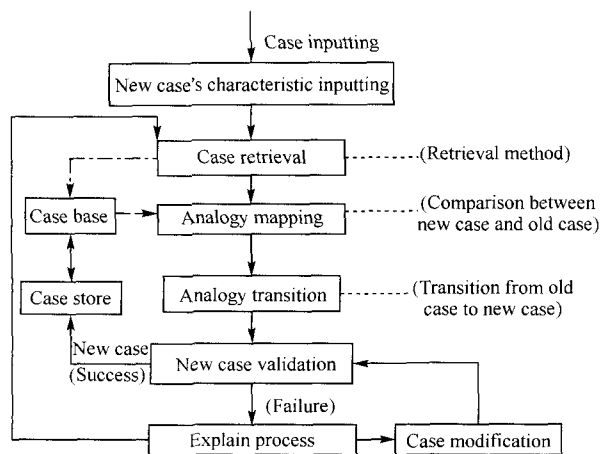 Case inputting
New case's characteristic inputting
Case retrieval
(Retrieval method)
Case base
Analogy mapping
(Comparison between
new case and old case)
Case store
Analogy transition
(Transition from old
case to new case)
New case
(Success)
New case validation
(Failure)
Explain process
Case modification